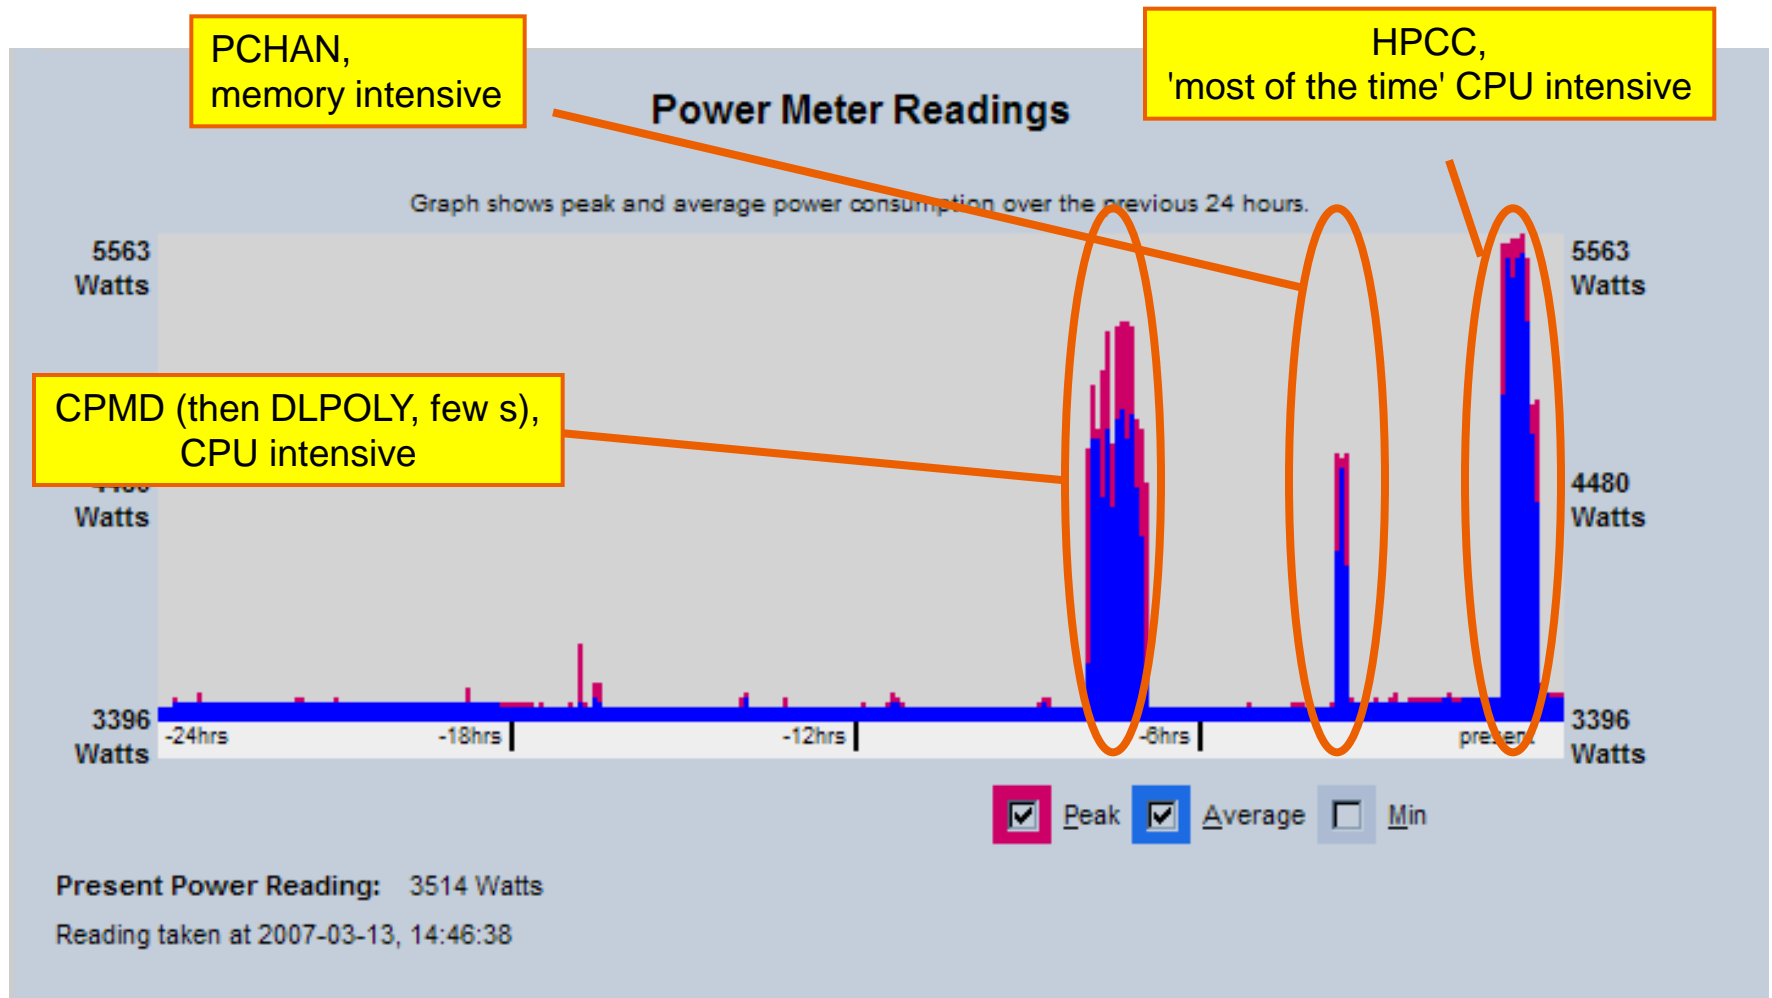 PCHAN,
memory intensive
HPCC,
'most of the time' CPU intensive
Power Meter Readings
Graph shows peak and average power consumption over the previous 24 hours.
5563
Watts
5563
Watts
CPMD (then DLPOLY, few s),
CPU intensive
Watts
4480
Watts
3396
Watts
3396
Watts
-24hrs
-18hrs
-12hrs
-6hrs
present
Peak
Average
Min
Present Power Reading: 3514 Watts
Reading taken at 2007-03-13, 14:46:38